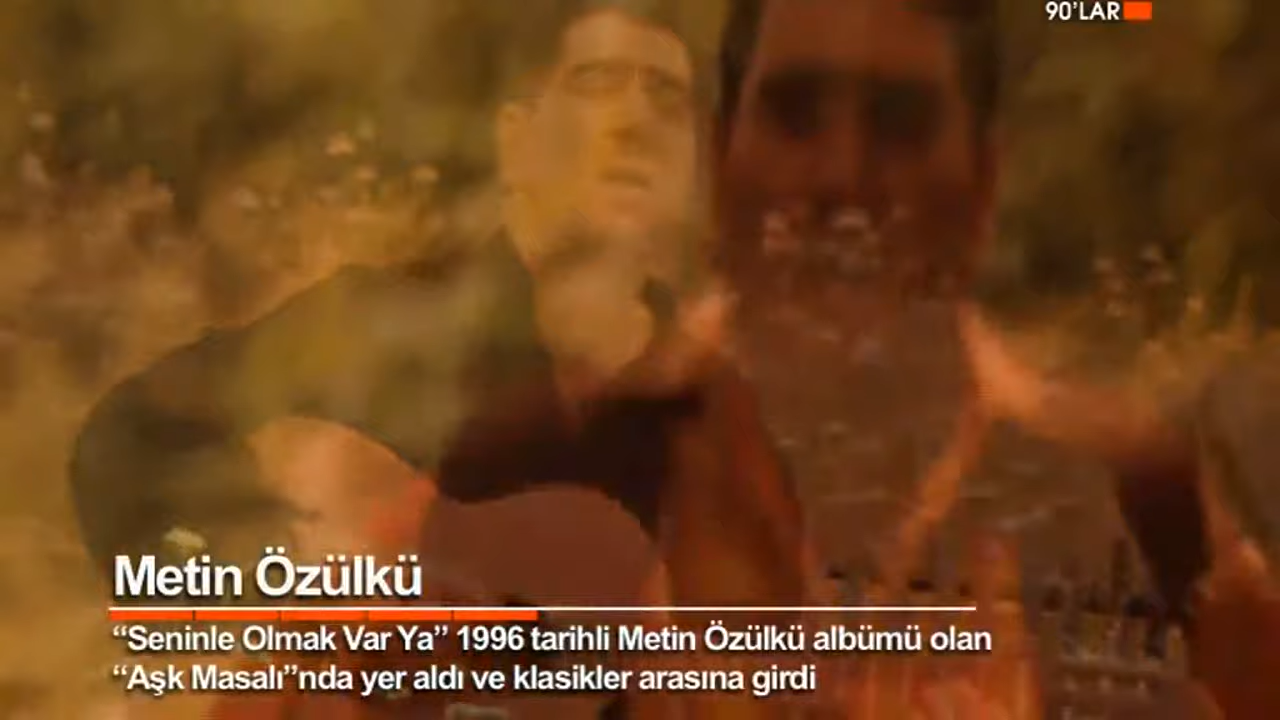 90'LAR
Metin Özülkü
“Seninle Olmak Var Ya” 1996 tarihli Metin Özülkü albümü olan
“Aşk Masalı”nda yer aldı ve klasikler arasına girdi